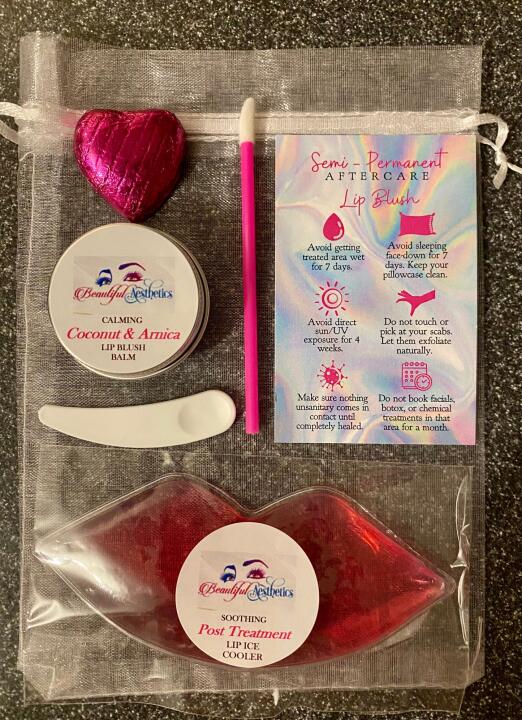 Semi - Permanent
AFTERCARE
Lip Blush
Avoid getting
treated area wet
for 7 days.
Avoid sleeping
face-down for 7
days. Keep your
pillowcase clean.
Avoid direct
sun/UV
exposure for 4
weeks.
Do not touch or
pick at your scabs.
Let them exfoliate
naturally.
Make sure nothing
unsanitary comes in
contact until
completely healed.
Do not book facials,
botox, or chemical
treatments in that
area for a month.
Beautiful Aesthetics
CALMING
Coconut & Arnica
LIP BLUSH
BALM
Beautiful Aesthetics
SOOTHING
Post Treatment
LIP ICE
COOLER